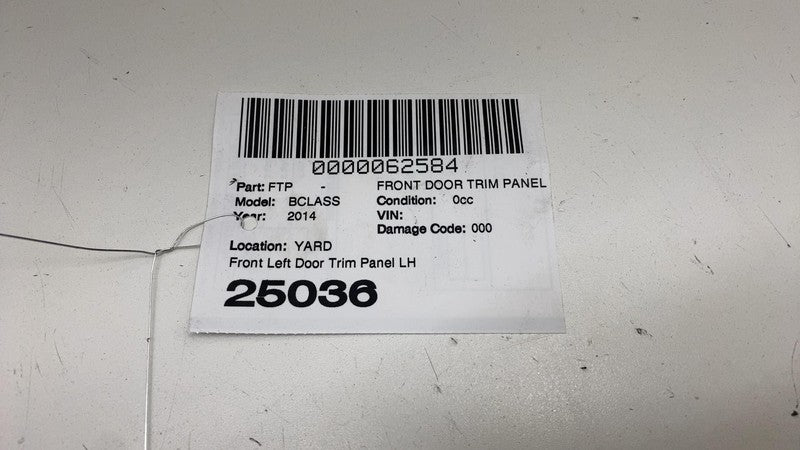 0000062584
Part: FTP - FRONT DOOR TRIM PANEL
Model: BCLASS Condition: 0cc
Year: 2014 VIN:
Damage Code: 000
Location: YARD
Front Left Door Trim Panel LH
25036